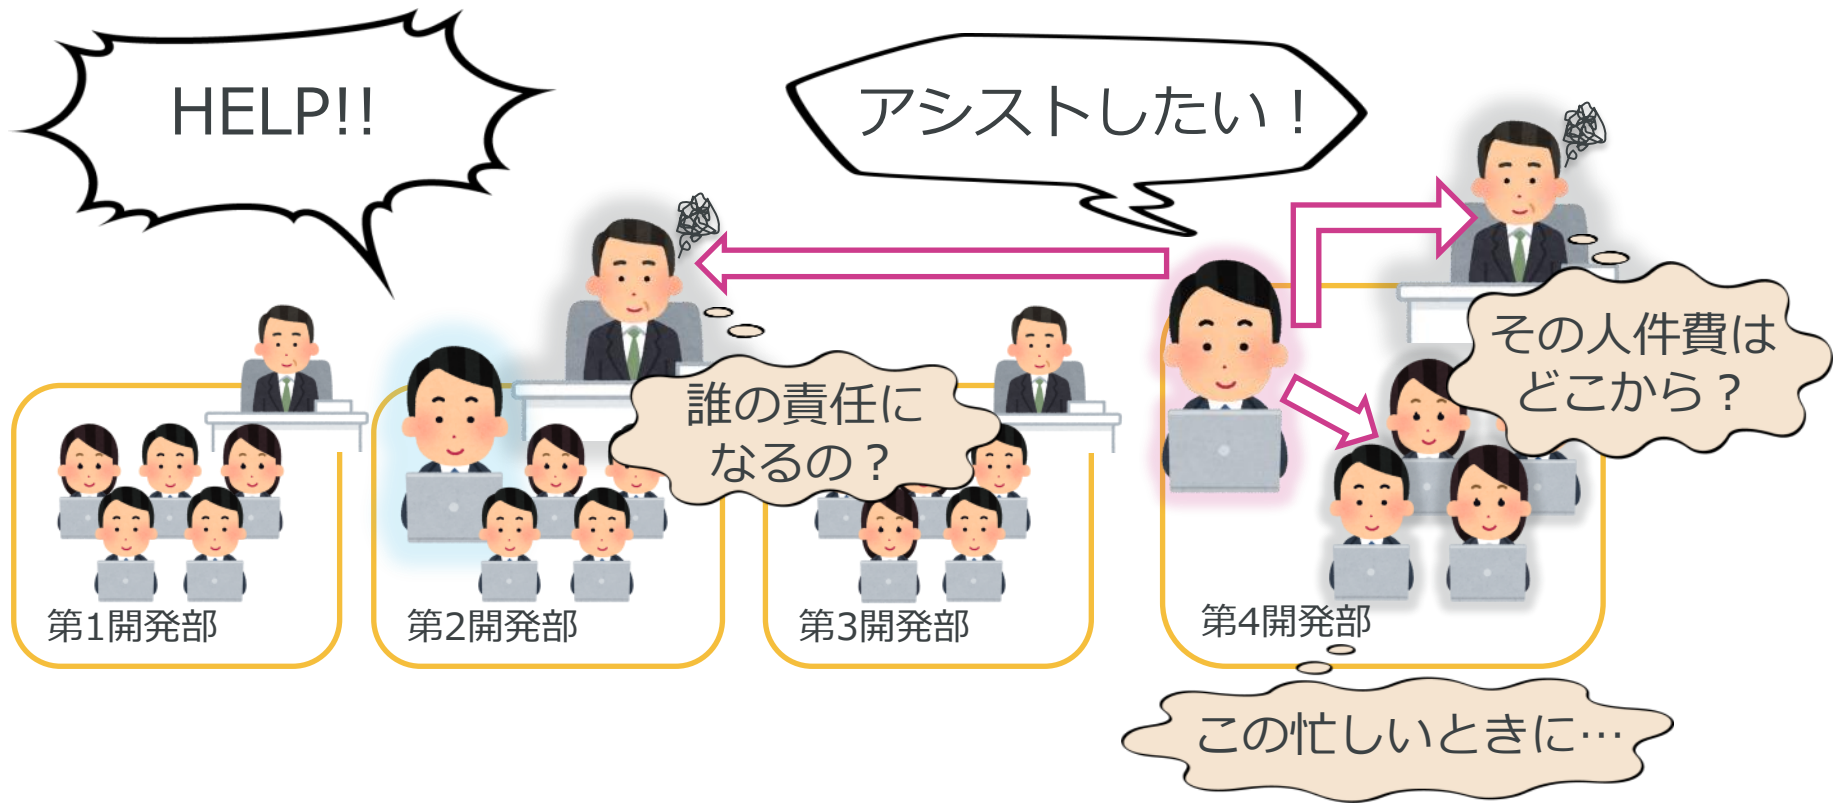 HELP!!
アシストしたい！
その人件費は
どこから？
誰の責任に
なるの？
第1開発部
第2開発部
第3開発部
第4開発部
この忙しいときに…